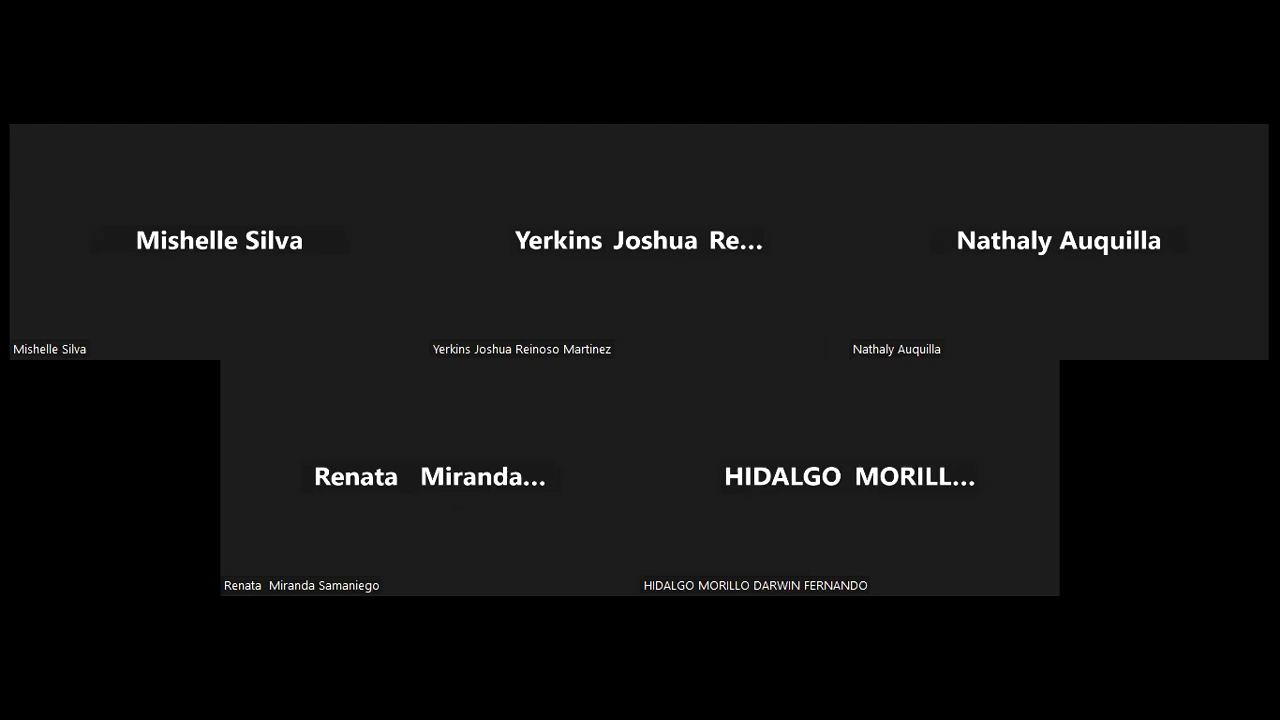 Mishelle Silva
Yerkins Joshua Re...
Nathaly Auquilla
Mishelle Silva
Yerkins Joshua Reinoso Martinez
Nathaly Auquilla
Renata Miranda...
HIDALGO MORILL...
Renata Miranda Samaniego
HIDALGO MORILLO DARWIN FERNANDO